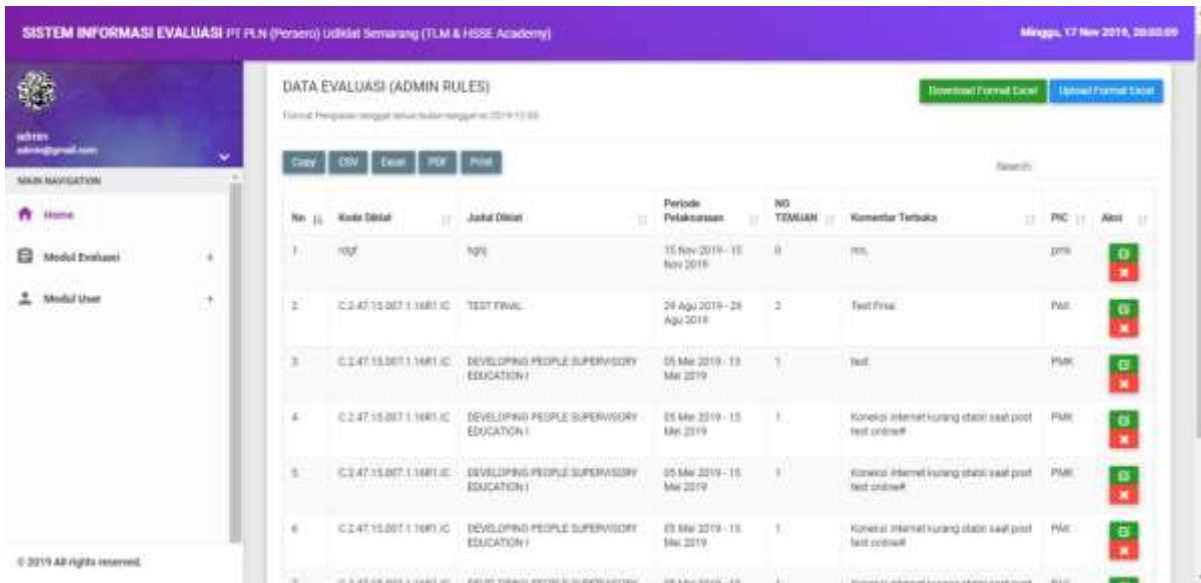 SISTEM INFORMASI EVALUASI PT PLN (Persero) Udiklat Semarang (TLM & HSSE Academy)
Minggu, 17 Nov 2019,
DATA EVALUASI (ADMIN RULES)
Download Format Excel Upload Format Excel
admin
admin@gmail.com
Copy CSV Excel PDF Print
Search:
MAIN NAVIGATION
Home
Modul Evaluasi +
Modul User +
No Kode Diklat Judul Diklat Periode Pelaksanaan NO TEMUAN Komentar Terbuka PIC Aksi
1 15 Nov 2019 - 15
Nov 2019
2 TEST FINAL 29 Agu 2019 - 29 2 Test Final
Agu 2019
3 DEVELOPING PEOPLE SUPERVISORY 05 Mei 2019 - 15 1 test PMK
EDUCATION I Mei 2019
4 DEVELOPING PEOPLE SUPERVISORY 05 Mei 2019 - 15 1 Koneksi internet kurang stabil saat post PMK
EDUCATION I Mei 2019 test online#
5 DEVELOPING PEOPLE SUPERVISORY 05 Mei 2019 - 15 1 Koneksi internet kurang stabil saat post PMK
EDUCATION I Mei 2019 test online#
6 DEVELOPING PEOPLE SUPERVISORY 05 Mei 2019 - 15 1 Koneksi internet kurang stabil saat post
EDUCATION I Mei 2019 test online#
© 2019 All rights reserved.